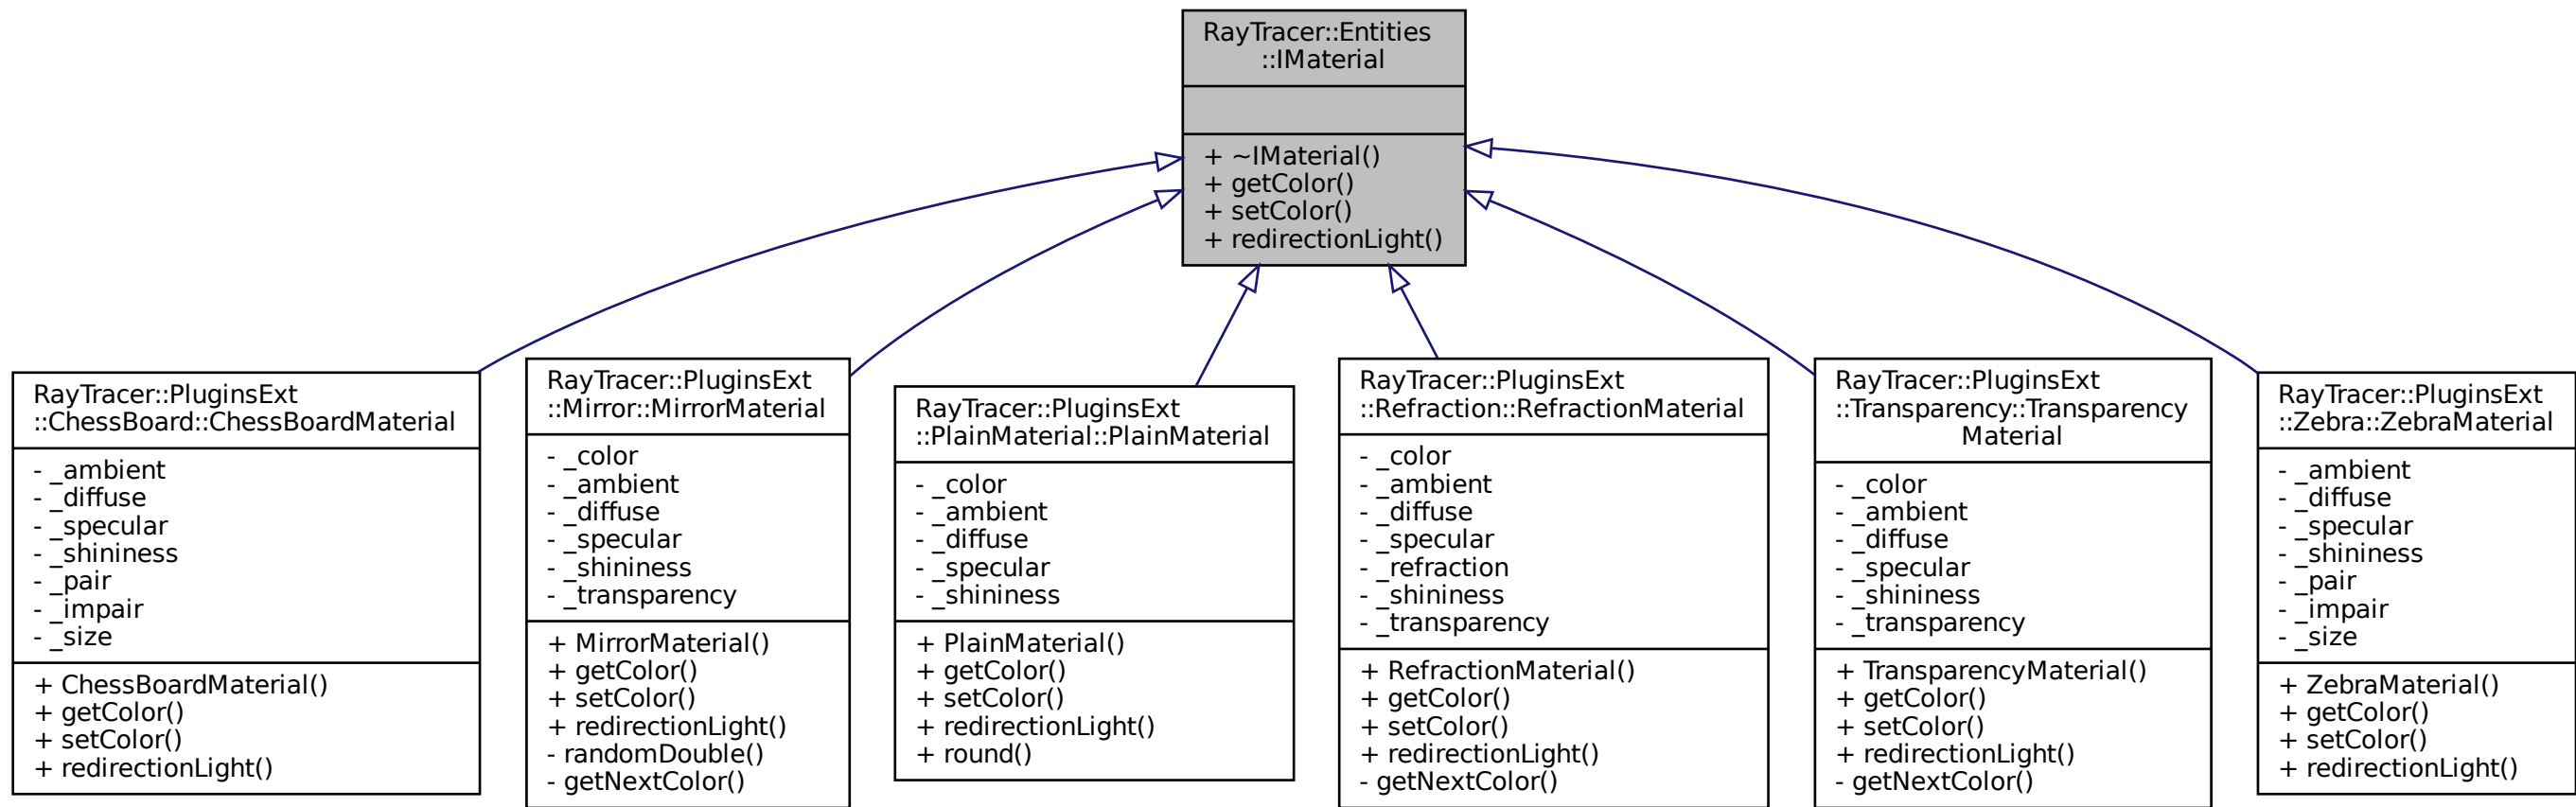 RayTracer::Entities
::IMaterial
+ ~IMaterial()
+ getColor()
+ setColor()
+ redirectionLight()
RayTracer::PluginsExt
::ChessBoard::ChessBoardMaterial
- _ambient
- _diffuse
- _specular
- _shininess
- _pair
- _impair
- _size
+ ChessBoardMaterial()
+ getColor()
+ setColor()
+ redirectionLight()
RayTracer::PluginsExt
::Mirror::MirrorMaterial
- _color
- _ambient
- _diffuse
- _specular
- _shininess
- _transparency
+ MirrorMaterial()
+ getColor()
+ setColor()
+ redirectionLight()
- randomDouble()
- getNextColor()
RayTracer::PluginsExt
::PlainMaterial::PlainMaterial
- _color
- _ambient
- _diffuse
- _specular
- _shininess
+ PlainMaterial()
+ getColor()
+ setColor()
+ redirectionLight()
+ round()
RayTracer::PluginsExt
::Refraction::RefractionMaterial
- _color
- _ambient
- _diffuse
- _specular
- _refraction
- _shininess
- _transparency
+ RefractionMaterial()
+ getColor()
+ setColor()
+ redirectionLight()
- getNextColor()
RayTracer::PluginsExt
::Transparency::Transparency
Material
- _color
- _ambient
- _diffuse
- _specular
- _shininess
- _transparency
+ TransparencyMaterial()
+ getColor()
+ setColor()
+ redirectionLight()
- getNextColor()
RayTracer::PluginsExt
::Zebra::ZebraMaterial
- _ambient
- _diffuse
- _specular
- _shininess
- _pair
- _impair
- _size
+ ZebraMaterial()
+ getColor()
+ setColor()
+ redirectionLight()